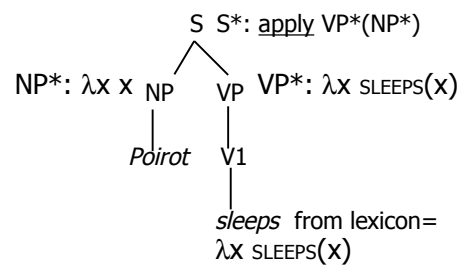 S S*: apply VP*(NP*)
NP*: λx x NP VP VP*: λx SLEEPS(x)
Poirot V1
sleeps from lexicon=
λx SLEEPS(x)